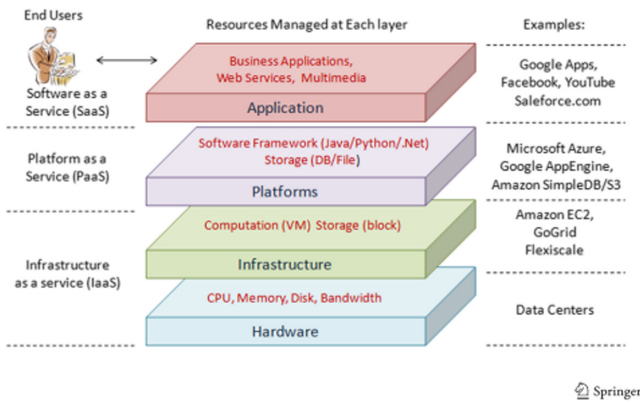 End Users
Resources Managed at Each layer
Examples:
Software as a
Service (SaaS)
Business Applications,
Web Services, Multimedia
Application
Google Apps,
Facebook, YouTube
Saleforce.com
Platform as a
Service (PaaS)
Software Framework (Java/Python/.Net)
Storage (DB/File)
Platforms
Microsoft Azure,
Google AppEngine,
Amazon SimpleDB/S3
Infrastructure
as a service (IaaS)
Computation (VM) Storage (block)
Infrastructure
Amazon EC2,
GoGrid
Flexiscale
CPU, Memory, Disk, Bandwidth
Hardware
Data Centers
Springer